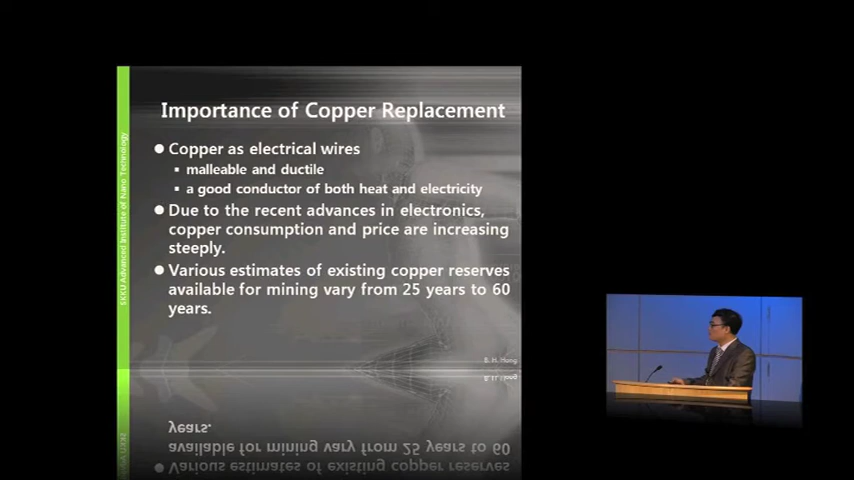 Importance of Copper Replacement
● Copper as electrical wires
▪ malleable and ductile
▪ a good conductor of both heat and electricity
● Due to the recent advances in electronics,
copper consumption and price are increasing
steeply.
● Various estimates of existing copper reserves
available for mining vary from 25 years to 60
years.
SKKU Advanced Institute of Nano Technology
B. H. Hong